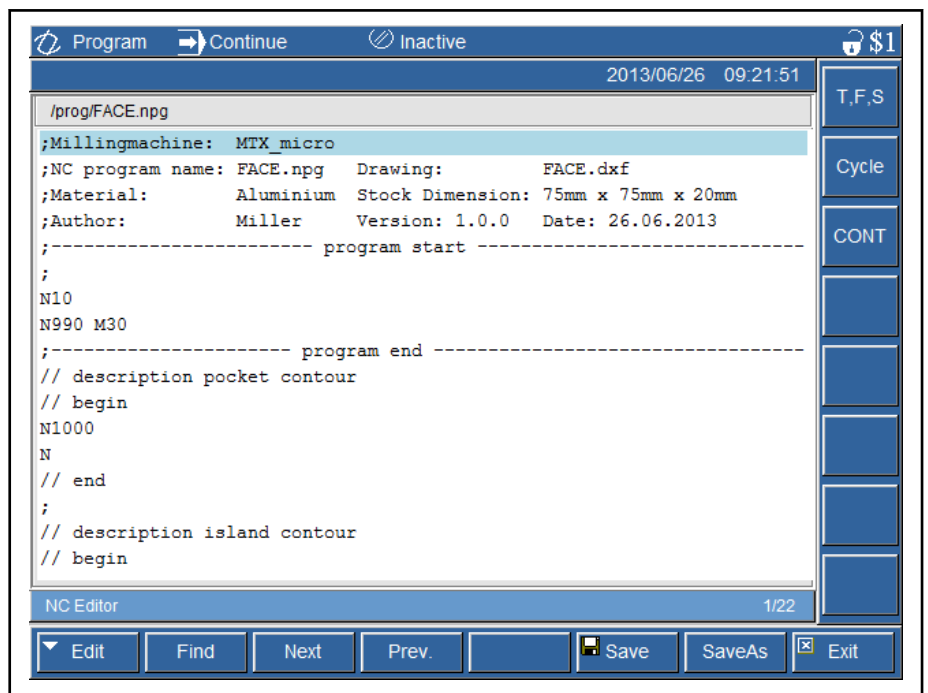 Program Continue Inactive $1
2013/06/26 09:21:51
T,F,S
/prog/FACE.npg
;Millingmachine: MTX_micro
;NC program name: FACE.npg Drawing: FACE.dxf
Cycle
;Material: Aluminium Stock Dimension: 75mm x 75mm x 20mm
;Author: Miller Version: 1.0.0 Date: 26.06.2013
CONT
;------------------------ program start ------------------------------
;
N10
N990 M30
;---------------------- program end ----------------------------------
// description pocket contour
// begin
N1000
N
// end
;
// description island contour
// begin
NC Editor 1/22
Edit Find Next Prev. Save SaveAs Exit